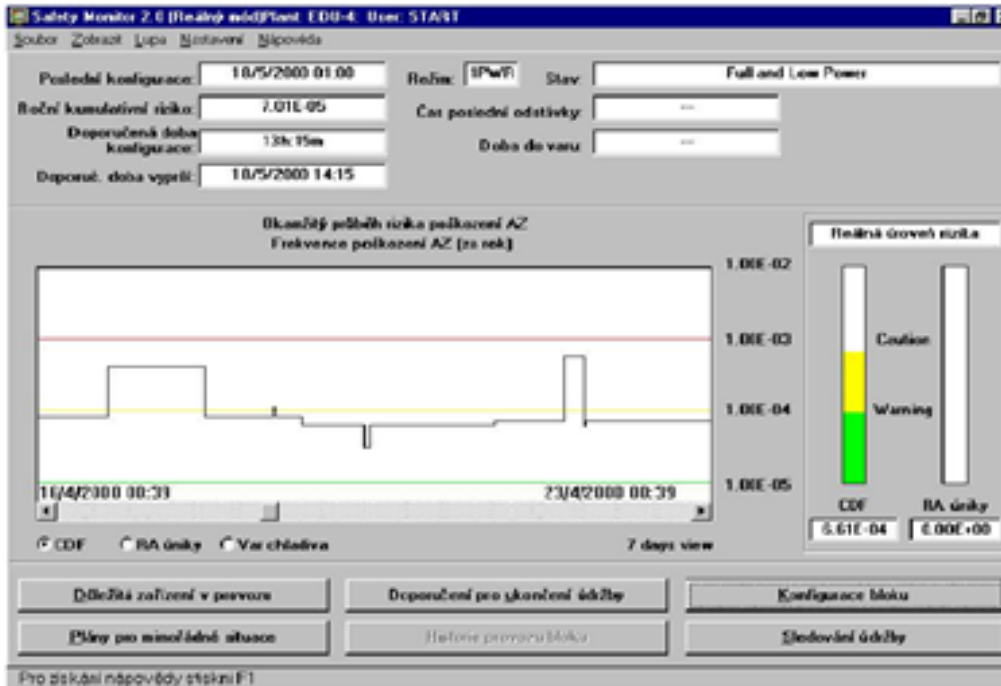 Safety Monitor 2.0 (Reálný mód)Plant: EDU-4: User: START
Soubor Zobrazit Lupa Nastavení Nápověda
Poslední konfigurace: 10/5/2000 01:00 Režim: Stav: Full and Low Power
Roční kumulativní riziko: 7.01E-05 Čas poslední odstávky: ---
Doporučená doba
konfigurace: 13h:15m Doba do varu: ---
Doporuč. doba vyprší: 10/5/2000 14:15
Okamžitý průběh rizika poškození AZ
Frekvence poškození AZ (za rok)
Reálná úroveň rizika
1.00E-02
1.00E-03
Caution
1.00E-04
Warning
1.00E-05
16/4/2000 00:39 23/4/2000 00:39
CDF RA úniky
6.61E-04 0.00E+00
CDF RA úniky Var chladiva 7 days view
Důležitá zařízení v provozu Doporučení pro ukončení údržby Konfigurace bloku
Plány pro mimořádné situace Historie provozu bloku Sledování údržby
Pro získání nápovědy stiskni F1